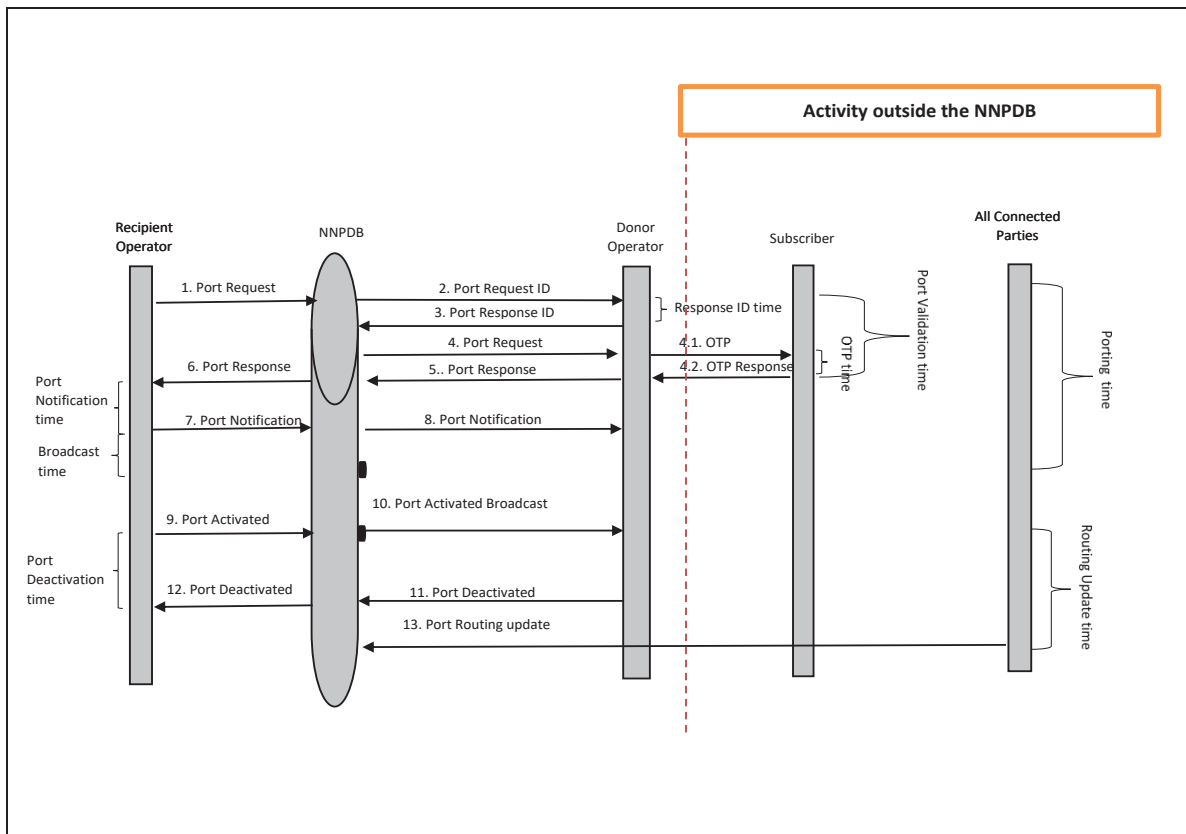 Activity outside the NNPDB
Recipient
Operator
NNPDB
Donor
Operator
Subscriber
All Connected
Parties
1. Port Request
2. Port Request ID
3. Port Response ID
Response ID time
4. Port Request
4.1. OTP
5.. Port Response
4.2. OTP Response
6. Port Response
OTP time
Port Validation time
Porting time
Port
Notification
time
7. Port Notification
8. Port Notification
Broadcast
time
9. Port Activated
10. Port Activated Broadcast
Port
Deactivation
time
12. Port Deactivated
11. Port Deactivated
13. Port Routing update
Routing Update time